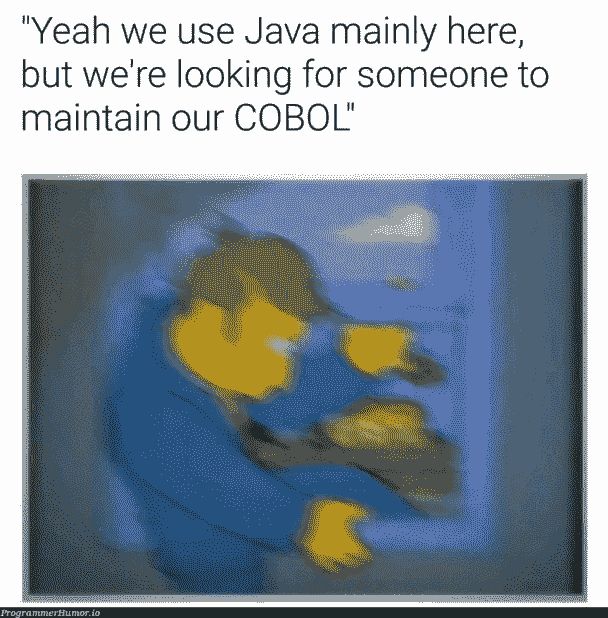 "Yeah we use Java mainly here,
but we're looking for someone to
maintain our COBOL"
ProgrammerHumor.io